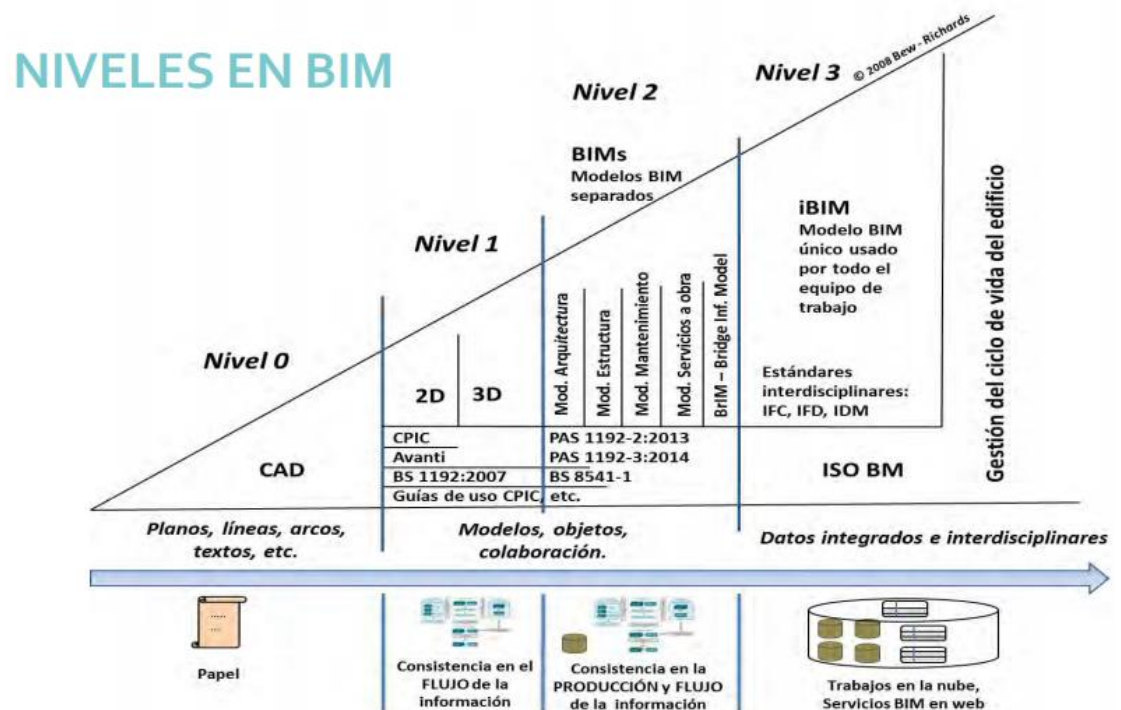 NIVELES EN BIM
Nivel 3
© 2008 Bew - Richards
Nivel 2
BIMs
Modelos BIM
separados
iBIM
Modelo BIM
único usado
por todo el
equipo de
trabajo
Nivel 1
Nivel 0
2D
3D
Mod. Arquitectura
Mod. Estructura
Mod. Mantenimiento
Mod. Servicios a obra
BrIM – Bridge Inf. Model
Estándares
interdisciplinares:
IFC, IFD, IDM
Gestión del ciclo de vida del edificio
CAD
CPIC
Avanti
BS 1192:2007
Guías de uso CPIC, etc.
PAS 1192-2:2013
PAS 1192-3:2014
BS 8541-1
ISO BM
Planos, líneas, arcos,
textos, etc.
Modelos, objetos,
colaboración.
Datos integrados e interdisciplinares
Papel
Consistencia en el
FLUJO de la
información
Consistencia en la
PRODUCCIÓN y FLUJO
de la información
Trabajos en la nube,
Servicios BIM en web